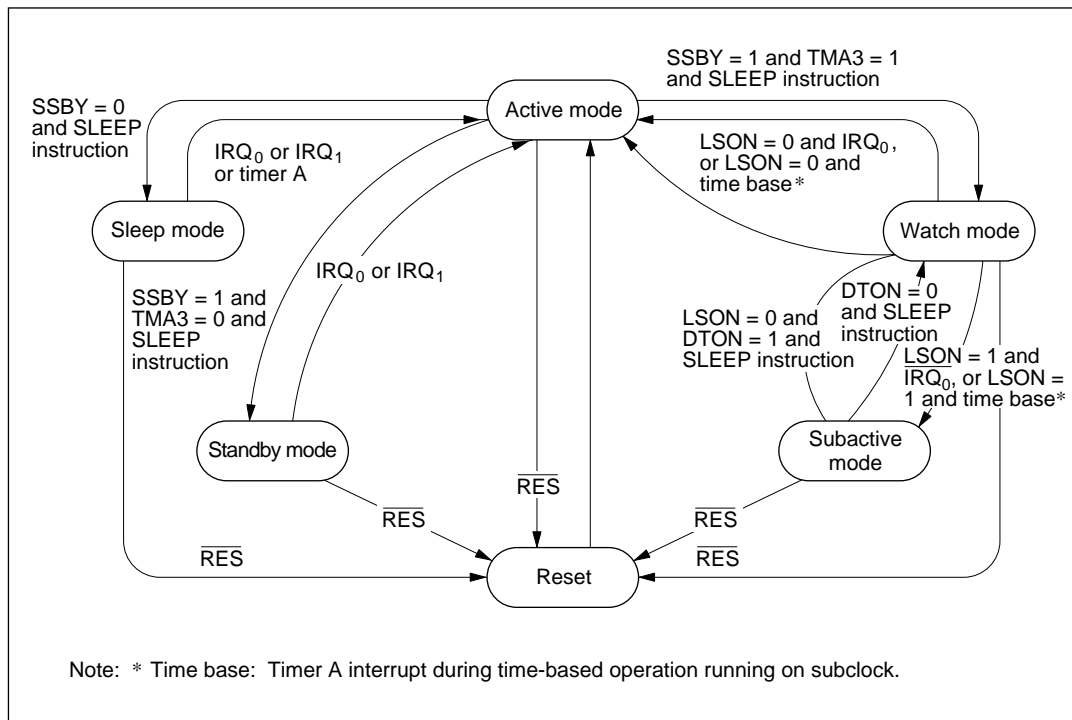 SSBY = 1 and TMA3 = 1
and SLEEP instruction
Active mode
SSBY = 0
and SLEEP
instruction
IRQ0 or IRQ1
or timer A
LSON = 0 and IRQ0,
or LSON = 0 and
time base*
Sleep mode
Watch mode
IRQ0 or IRQ1
SSBY = 1 and
TMA3 = 0 and
SLEEP
instruction
LSON = 0 and
DTON = 1 and
SLEEP instruction
DTON = 0
and SLEEP
instruction
LSON = 1 and
IRQ0, or LSON =
1 and time base*
Standby mode
Subactive
mode
RES
RES
RES
RES
RES
Reset
Note: * Time base: Timer A interrupt during time-based operation running on subclock.